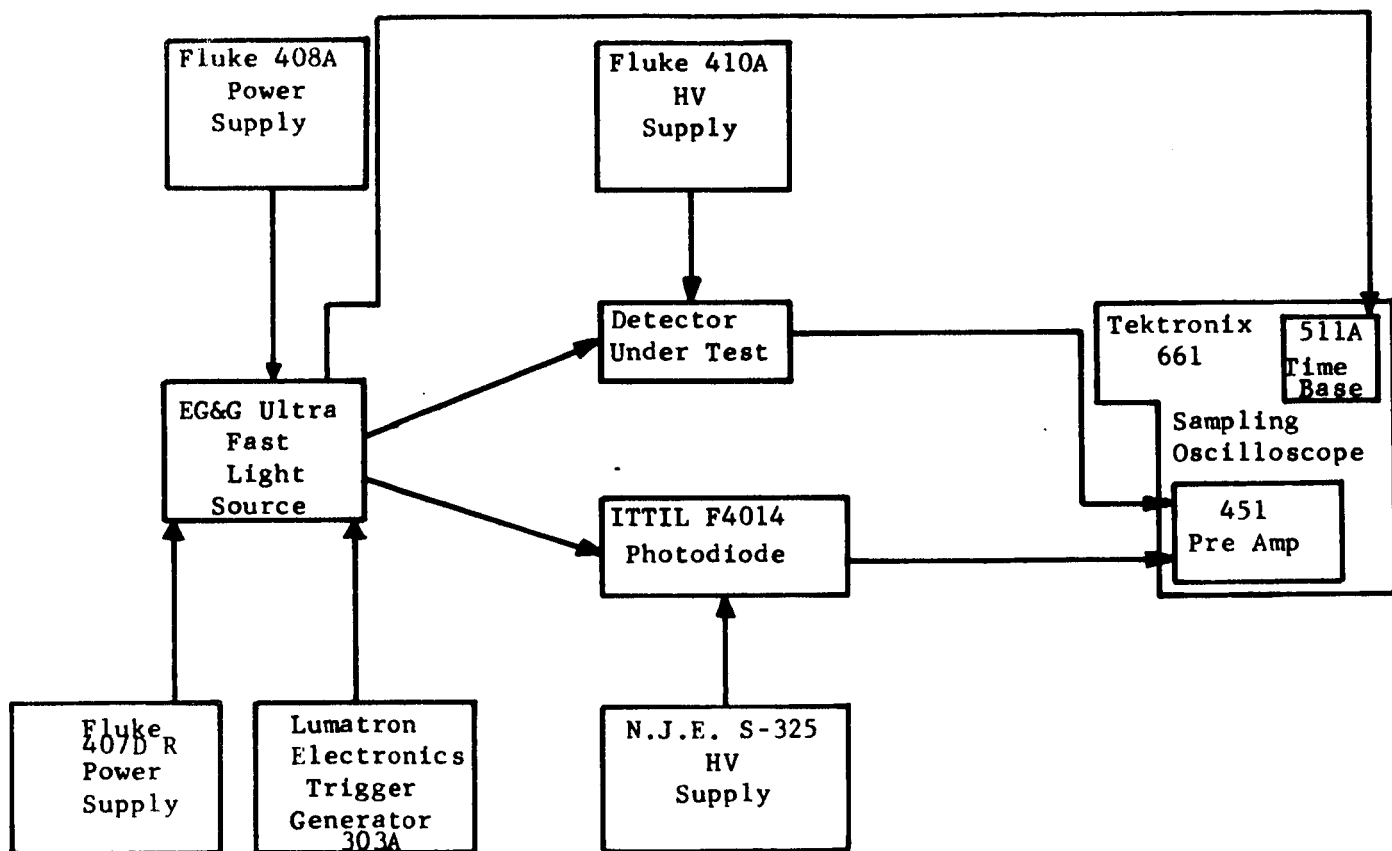 Fluke 408A
Power
Supply
Fluke 410A
HV
Supply
Detector
Under Test
Tektronix
661
511A
Time
Base
Sampling
Oscilloscope
EG&G Ultra
Fast
Light
Source
ITTIL F4014
Photodiode
451
Pre Amp
Fluke
407D R
Power
Supply
Lumatron
Electronics
Trigger
Generator
303A
N.J.E. S-325
HV
Supply